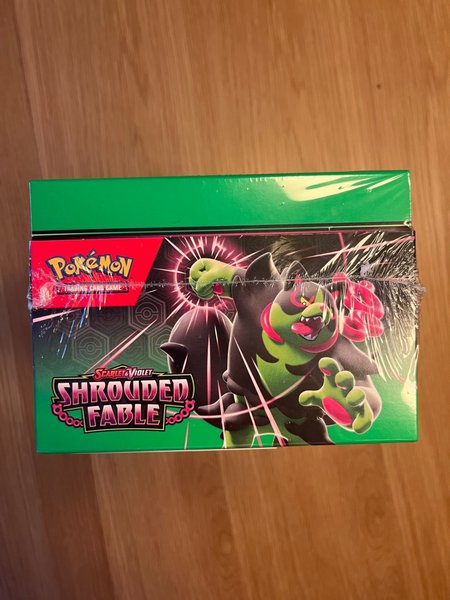 Pokémon
TRADING CARD GAME
SCARLET & VIOLET
SHROUDED
FABLE